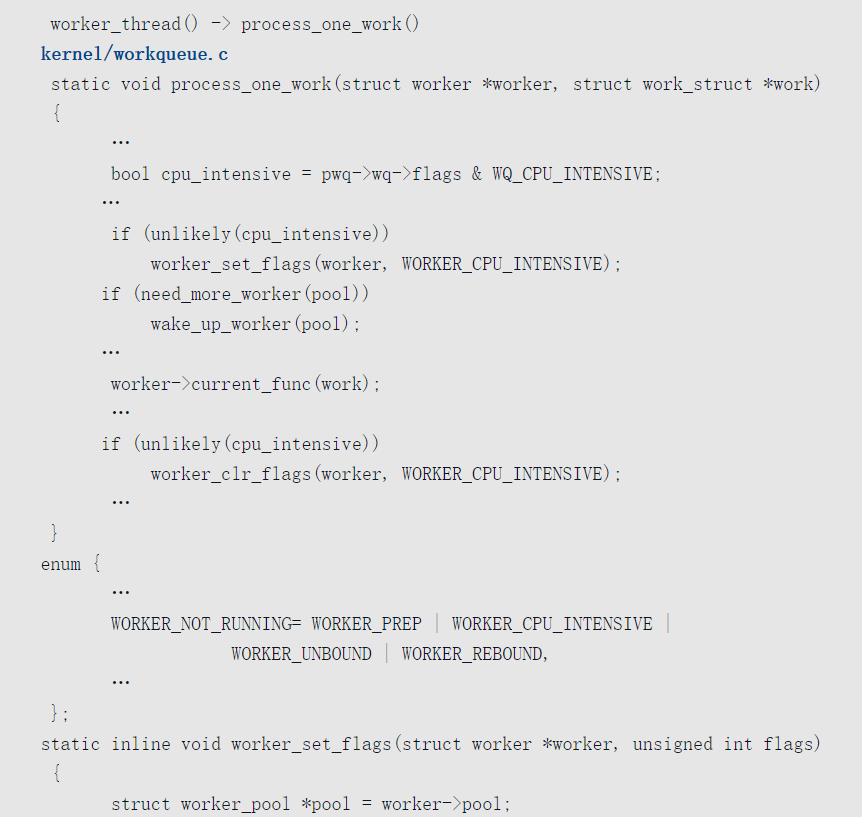 worker_thread() -> process_one_work()
kernel/workqueue.c
static void process_one_work(struct worker *worker, struct work_struct *work)
{
…
bool cpu_intensive = pwq->wq->flags & WQ_CPU_INTENSIVE;
…
if (unlikely(cpu_intensive))
worker_set_flags(worker, WORKER_CPU_INTENSIVE);
if (need_more_worker(pool))
wake_up_worker(pool);
…
worker->current_func(work);
…
if (unlikely(cpu_intensive))
worker_clr_flags(worker, WORKER_CPU_INTENSIVE);
…
}
enum {
…
WORKER_NOT_RUNNING= WORKER_PREP | WORKER_CPU_INTENSIVE |
WORKER_UNBOUND | WORKER_REBOUND,
…
};
static inline void worker_set_flags(struct worker *worker, unsigned int flags)
{
struct worker_pool *pool = worker->pool;